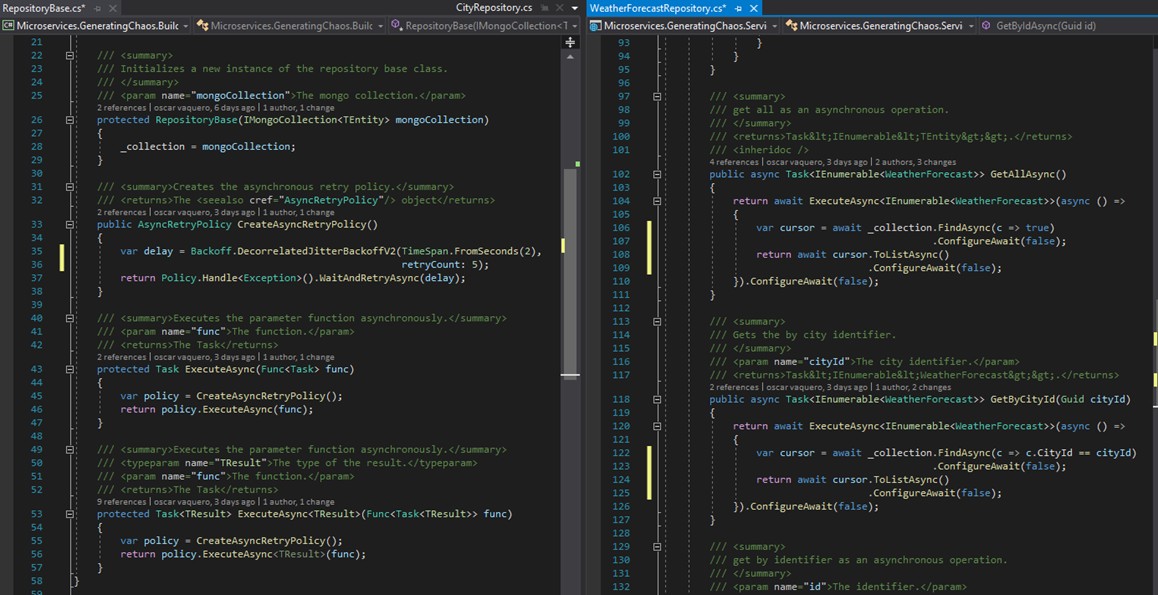 RepositoryBase.cs*
CityRepository.cs
Microservices.GeneratingChaos.Builc
Microservices.GeneratingChaos.Buildi
RepositoryBase(IMongoCollection<T
21
22 /// <summary>
23 /// Initializes a new instance of the repository base class.
24 /// </summary>
25 /// <param name="mongoCollection">The mongo collection.</param>
2 references | oscar vaquero, 6 days ago | 1 author, 1 change
26 protected RepositoryBase(IMongoCollection<TEntity> mongoCollection)
27 {
28 _collection = mongoCollection;
29 }
30
31 /// <summary>Creates the asynchronous retry policy.</summary>
32 /// <returns>The <seealso cref="AsyncRetryPolicy"/> object</returns>
2 references | oscar vaquero, 3 days ago | 1 author, 1 change
33 public AsyncRetryPolicy CreateAsyncRetryPolicy()
34 {
35 var delay = Backoff.DecorrelatedJitterBackoffV2(TimeSpan.FromSeconds(2),
36 retryCount: 5);
37 return Policy.Handle<Exception>().WaitAndRetryAsync(delay);
38 }
39
40 /// <summary>Executes the parameter function asynchronously.</summary>
41 /// <param name="func">The function.</param>
42 /// <returns>The Task</returns>
2 references | oscar vaquero, 3 days ago | 1 author, 1 change
43 protected Task ExecuteAsync(Func<Task> func)
44 {
45 var policy = CreateAsyncRetryPolicy();
46 return policy.ExecuteAsync(func);
47 }
48
49 /// <summary>Executes the parameter function asynchronously.</summary>
50 /// <typeparam name="TResult">The type of the result.</typeparam>
51 /// <param name="func">The function.</param>
52 /// <returns>The Task</returns>
9 references | oscar vaquero, 3 days ago | 1 author, 1 change
53 protected Task<TResult> ExecuteAsync<TResult>(Func<Task<TResult>> func)
54 {
55 var policy = CreateAsyncRetryPolicy();
56 return policy.ExecuteAsync<TResult>(func);
57 }
58 }
WeatherForecastRepository.cs*
Microservices.GeneratingChaos.Servi
Microservices.GeneratingChaos.Servi
GetByIdAsync(Guid id)
93 }
94 }
95 }
96
97 /// <summary>
98 /// get all as an asynchronous operation.
99 /// </summary>
100 /// <returns>Task&lt;IEnumerable&lt;TEntity&gt;&gt;.</returns>
101 /// <inheridoc />
4 references | oscar vaquero, 3 days ago | 2 authors, 3 changes
102 public async Task<IEnumerable<WeatherForecast>> GetAllAsync()
103 {
104 return await ExecuteAsync<IEnumerable<WeatherForecast>>(async () =>
105 {
106 var cursor = await _collection.FindAsync(c => true)
107 .ConfigureAwait(false);
108 return await cursor.ToListAsync()
109 .ConfigureAwait(false);
110 }).ConfigureAwait(false);
111 }
112
113 /// <summary>
114 /// Gets the by city identifier.
115 /// </summary>
116 /// <param name="cityId">The city identifier.</param>
117 /// <returns>Task&lt;IEnumerable&lt;WeatherForecast&gt;&gt;.</returns>
2 references | oscar vaquero, 3 days ago | 1 author, 2 changes
118 public async Task<IEnumerable<WeatherForecast>> GetByCityId(Guid cityId)
119 {
120 return await ExecuteAsync<IEnumerable<WeatherForecast>>(async () =>
121 {
122 var cursor = await _collection.FindAsync(c => c.CityId == cityId)
123 .ConfigureAwait(false);
124 return await cursor.ToListAsync()
125 .ConfigureAwait(false);
126 }).ConfigureAwait(false);
127 }
128
129 /// <summary>
130 /// get by identifier as an asynchronous operation.
131 /// </summary>
132 /// <param name="id">The identifier.</param>